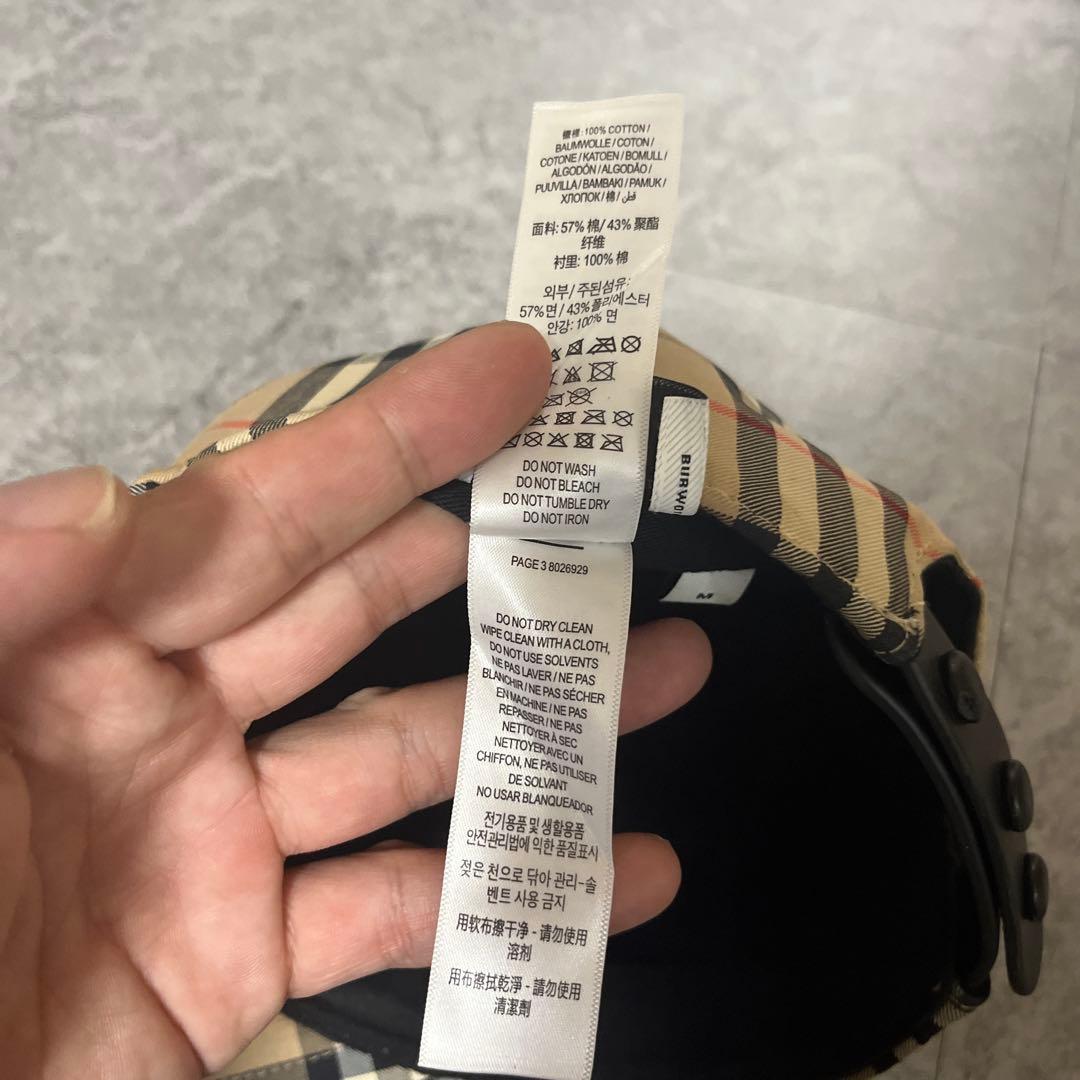 裡: 100% COTTON /
BAUMWOLLE / COTON /
COTONE / KATOEN / BOMULL /
ALGODÓN / ALGODÃO /
PUUVILLA / BAMBAKI / PAMUK /
ХЛОПОК / 棉 / قطن
面料: 57% 棉/ 43% 聚酯
纤维
衬里: 100% 棉
외부 / 주된섬유:
57%면 / 43%폴리에스터
안감: 100% 면
DO NOT WASH
DO NOT BLEACH
DO NOT TUMBLE DRY
DO NOT IRON
PAGE 3 8026929
DO NOT DRY CLEAN
WIPE CLEAN WITH A CLOTH,
DO NOT USE SOLVENTS
NE PAS LAVER / NE PAS
BLANCHIR / NE PAS SÉCHER
EN MACHINE / NE PAS
REPASSER / NE PAS
NETTOYER À SEC
NETTOYER AVEC UN
CHIFFON, NE PAS UTILISER
DE SOLVANT
NO USAR BLANQUEADOR
전기용품 및 생활용품
안전관리법에 의한 품질표시
젖은 천으로 닦아 관리-솔
벤트 사용 금지
用软布擦干净 - 请勿使用
溶剂
用布擦拭乾淨 - 請勿使用
清潔劑
BURWO
M